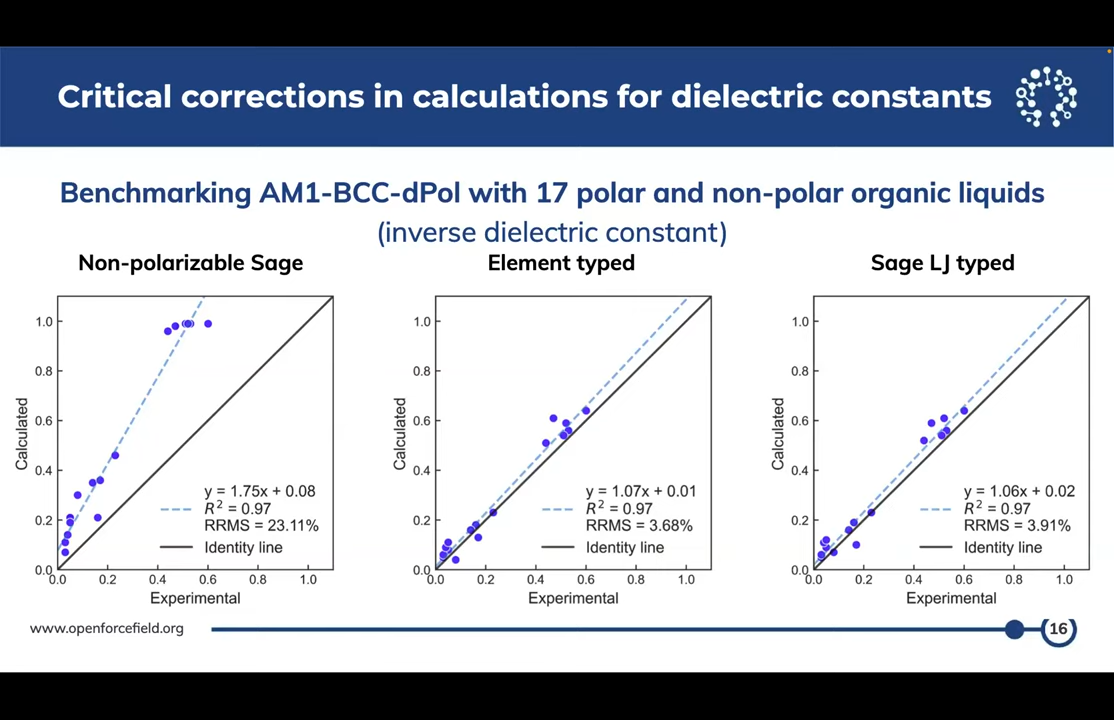 Critical corrections in calculations for dielectric constants
Benchmarking AM1-BCC-dPol with 17 polar and non-polar organic liquids
(inverse dielectric constant)
Non-polarizable Sage
Calculated
1.0
0.8
0.6
0.4
0.2
0.0
0.0 0.2 0.4 0.6 0.8 1.0
Experimental
y = 1.75x + 0.08
R² = 0.97
RRMS = 23.11%
Identity line
Element typed
Calculated
1.0
0.8
0.6
0.4
0.2
0.0
0.0 0.2 0.4 0.6 0.8 1.0
Experimental
y = 1.07x + 0.01
R² = 0.97
RRMS = 3.68%
Identity line
Sage LJ typed
Calculated
1.0
0.8
0.6
0.4
0.2
0.0
0.0 0.2 0.4 0.6 0.8 1.0
Experimental
y = 1.06x + 0.02
R² = 0.97
RRMS = 3.91%
Identity line
www.openforcefield.org
16